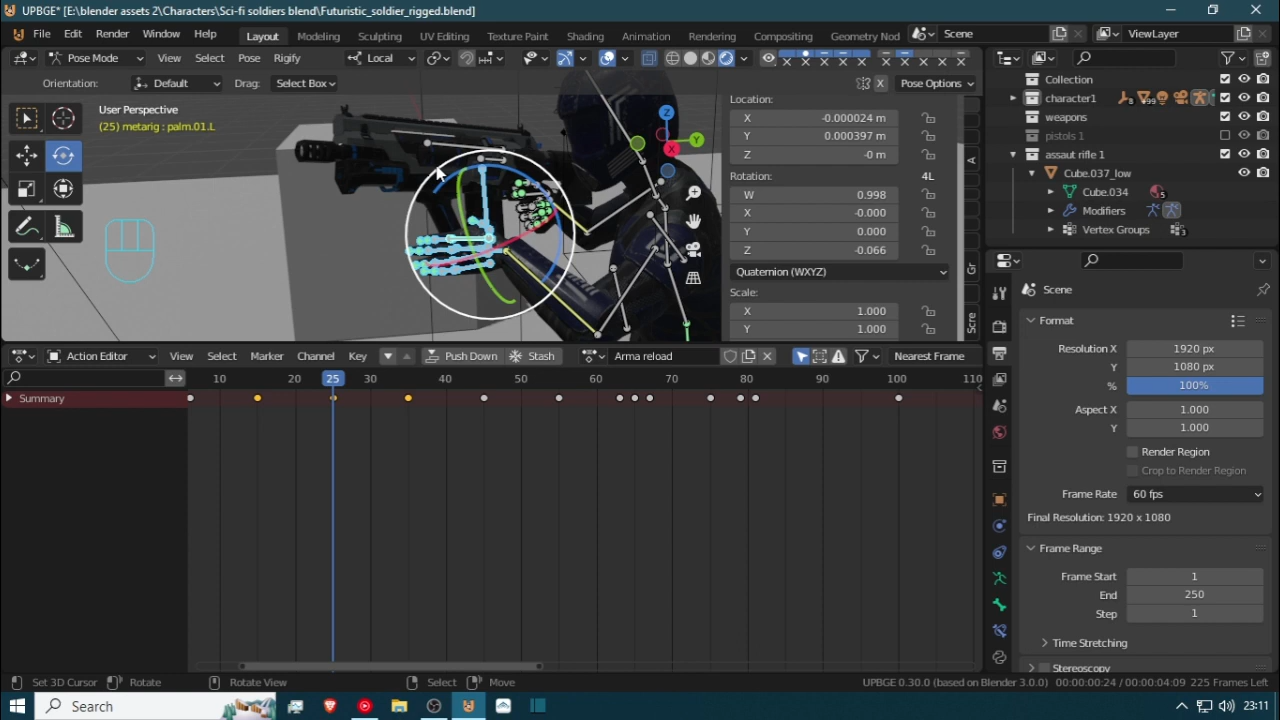 UPBGE* [E:\blender assets 2\Characters\Sci-fi soldiers blend\Futuristic_soldier_rigged.blend]
File Edit Render Window Help Layout Modeling Sculpting UV Editing Texture Paint Shading Animation Rendering Compositing Geometry Nod Scene ViewLayer
Pose Mode View Select Pose Rigify Local
Orientation: Default Drag: Select Box X Pose Options
User Perspective
(25) metarig : palm.01.L
Z
Y
X
Location:
X -0.000024 m
Y 0.000397 m
Z -0 m
Rotation: 4L
W 0.998
X -0.000
Y 0.000
Z -0.066
Quaternion (WXYZ)
Scale:
X 1.000
Y 1.000
A
Gr
Scre
Collection
character1
8
99
weapons
pistols 1
assaut rifle 1
Cube.037_low
Cube.034
5
Modifiers
Vertex Groups
3
Scene
Format
Resolution X 1920 px
Y 1080 px
% 100%
Aspect X 1.000
Y 1.000
Render Region
Crop to Render Region
Frame Rate 60 fps
Final Resolution: 1920 x 1080
Frame Range
Frame Start 1
End 250
Step 1
Time Stretching
Stereoscopy
Action Editor View Select Marker Channel Key Push Down Stash Arma reload Nearest Frame
10 20 25 30 40 50 60 70 80 90 100 110
Summary
Set 3D Cursor Rotate Rotate View Select Move UPBGE 0.30.0 (based on Blender 3.0.0) 00:00:00:24 / 00:00:04:09 225 Frames Left
Search 23:11